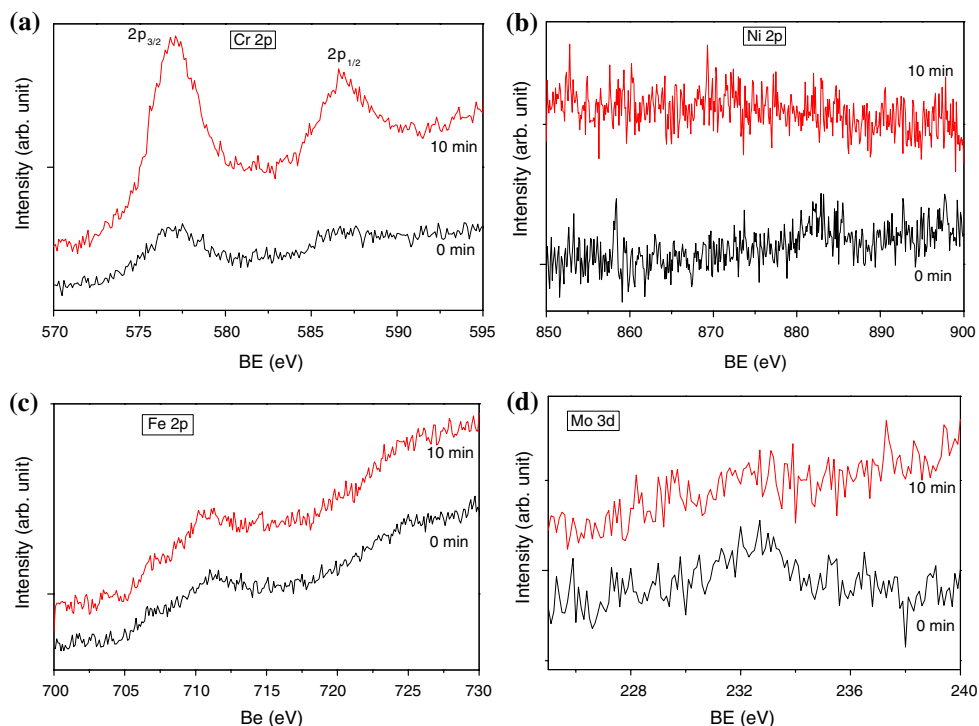 (a)
Cr 2p
2p3/2
2p1/2
10 min
0 min
Intensity (arb. unit)
570 575 580 585 590 595
BE (eV)
(b)
Ni 2p
10 min
0 min
Intensity (arb. unit)
850 860 870 880 890 900
BE (eV)
(c)
Fe 2p
10 min
0 min
Intensity (arb. unit)
700 705 710 715 720 725 730
Be (eV)
(d)
Mo 3d
10 min
0 min
Intensity (arb. unit)
228 232 236 240
BE (eV)